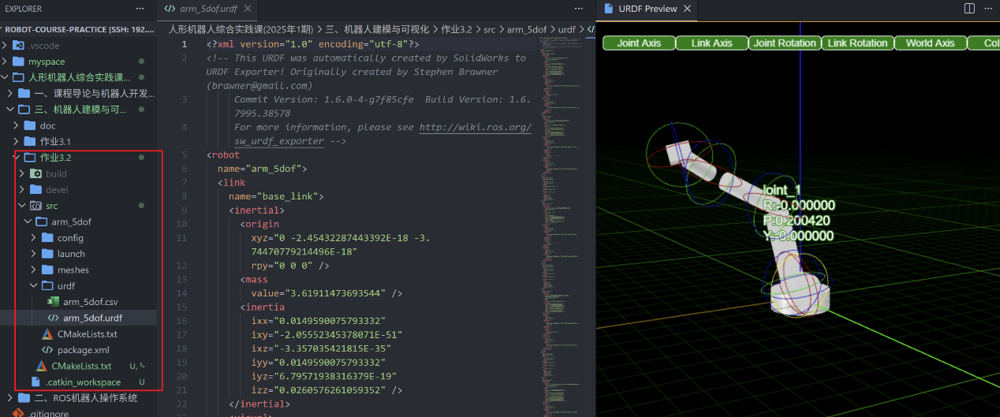 EXPLORER
ROBOT-COURSE-PRACTICE [SSH: 192....
.vscode
myspace
人形机器人综合实践课...
一、课程导论与机器人开发...
三、机器人建模与可...
doc
作业3.1
作业3.2
build
devel
src
arm_5dof
config
launch
meshes
urdf
arm_5dof.csv
arm_5dof.urdf
CMakeLists.txt
package.xml
CMakeLists.txt U,
.catkin_workspace U
二、ROS机器人操作系统
.gitignore
arm_5dof.urdf
人形机器人综合实践课(2025年1期) > 三、机器人建模与可视化 > 作业3.2 > src > arm_5dof > urdf >
1 <?xml version="1.0" encoding="utf-8"?>
2 <!-- This URDF was automatically created by SolidWorks to
URDF Exporter! Originally created by Stephen Brawner
(brawner@gmail.com)
3 Commit Version: 1.6.0-4-g7f85cfe  Build Version: 1.6.
7995.38578
4 For more information, please see http://wiki.ros.org/
sw_urdf_exporter -->
5 <robot
6 name="arm_5dof">
7 <link
8 name="base_link">
9 <inertial>
10 <origin
11 xyz="0 -2.45432287443392E-18 -3.
74470779214496E-18"
12 rpy="0 0 0" />
13 <mass
14 value="3.61911473693544" />
15 <inertia
16 ixx="0.0149590075793332"
17 ixy="-2.05552345378071E-51"
18 ixz="-3.357035421815E-35"
19 iyy="0.0149590075793332"
20 iyz="6.79571938316379E-19"
21 izz="0.0260576261059352" />
22 </inertial>
23 <visual>
URDF Preview
Joint Axis
Link Axis
Joint Rotation
Link Rotation
World Axis
Col
joint_1
R:-0.000000
P:0.200420
Y:-0.000000